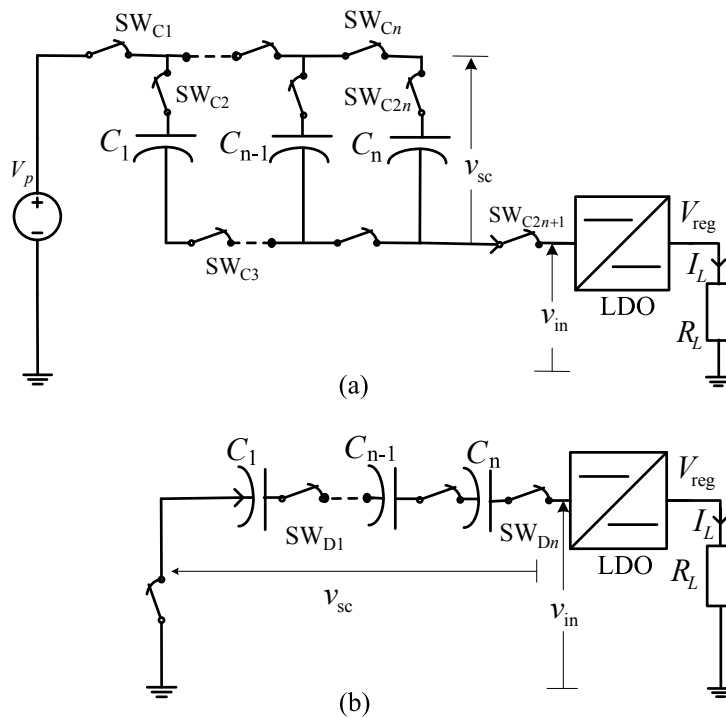 SW_C1
SW_Cn
SW_C2
SW_C2n
C_1
C_n-1
C_n
V_p
+
−
v_sc
SW_C2n+1
V_reg
SW_C3
I_L
LDO
v_in
R_L
(a)
C_1
C_n-1
C_n
V_reg
SW_D1
SW_Dn
I_L
LDO
R_L
v_sc
v_in
(b)